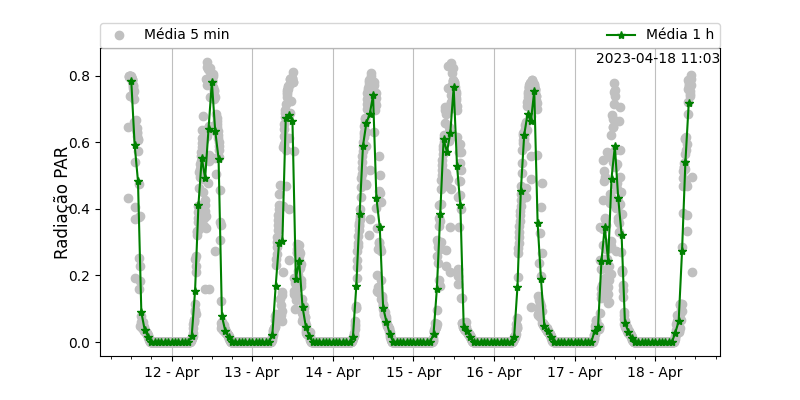 Média 5 min
Média 1 h
2023-04-18 11:03
Radiação PAR
0.8
0.6
0.4
0.2
0.0
12 - Apr
13 - Apr
14 - Apr
15 - Apr
16 - Apr
17 - Apr
18 - Apr